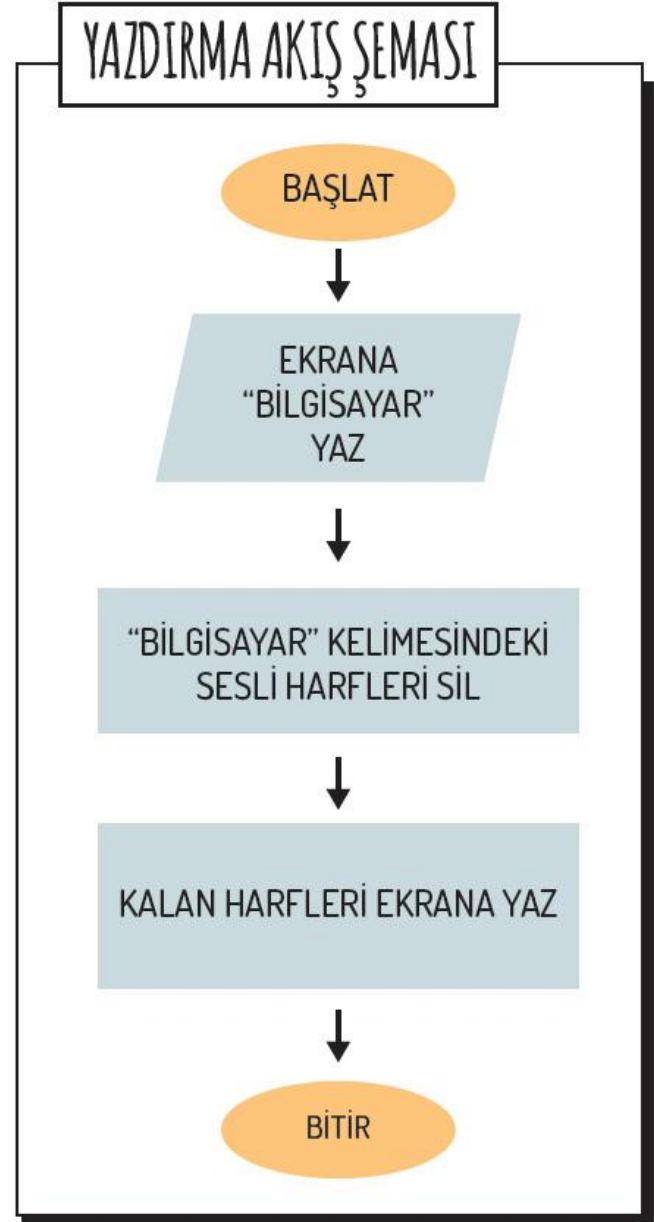 YAZDIRMA AKIŞ ŞEMASI
BAŞLAT
EKRANA
“BİLGİSAYAR”
YAZ
“BİLGİSAYAR” KELİMESİNDEKİ
SESLİ HARFLERİ SİL
KALAN HARFLERİ EKRANA YAZ
BİTİR